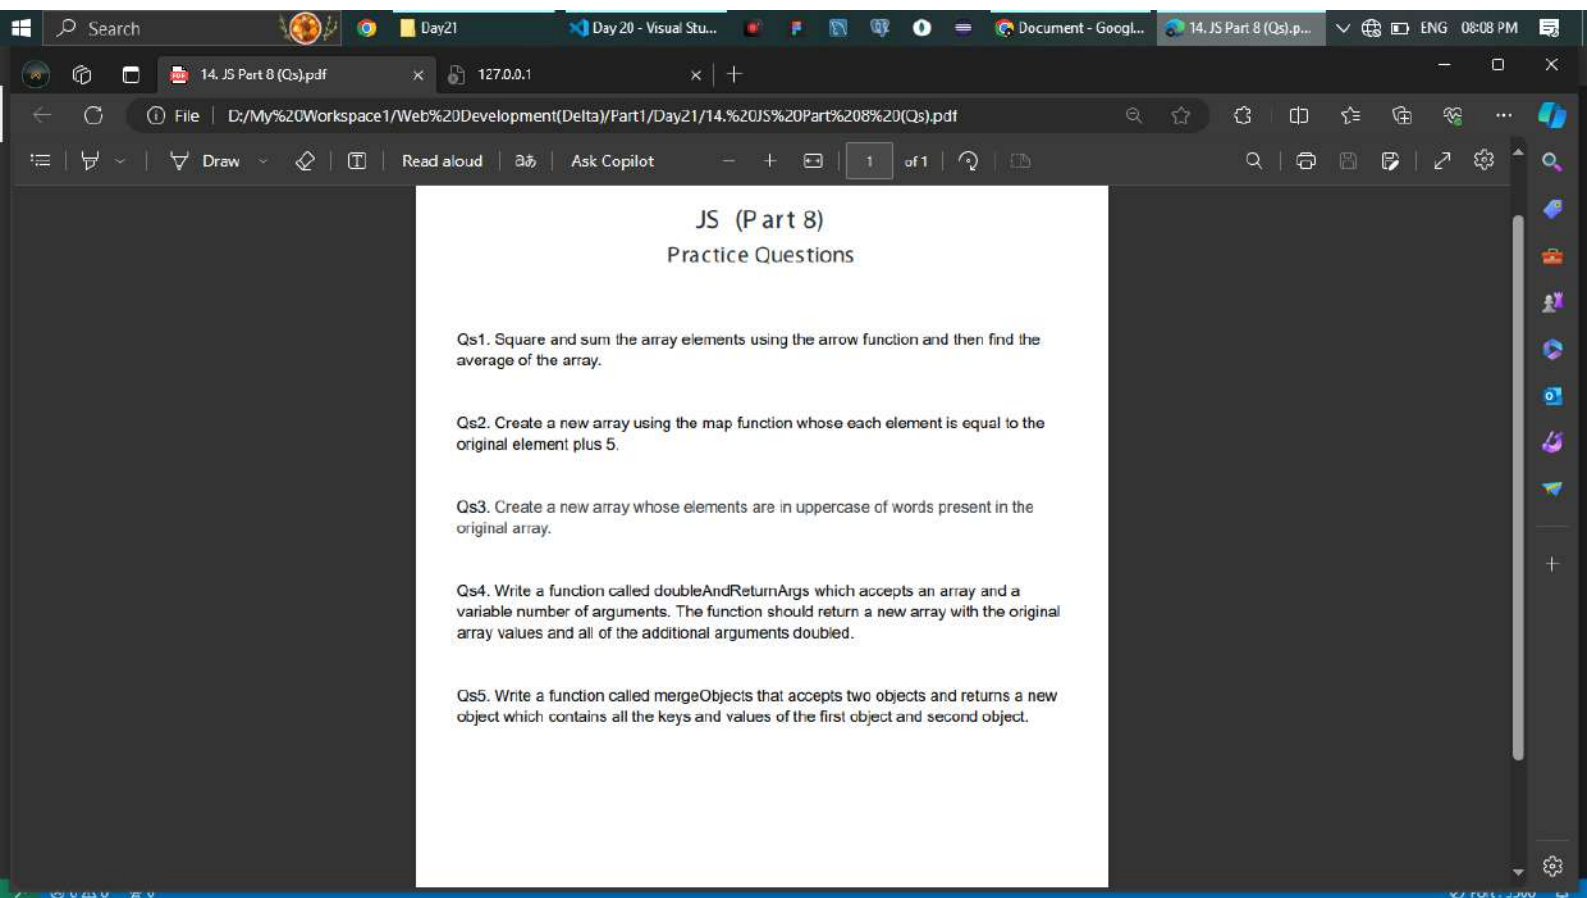 Search
Day21
Day 20 - Visual Stu...
Document - Googl...
14. JS Part 8 (Qs).p...
ENG
08:08 PM
14. JS Part 8 (Qs).pdf
127.0.0.1
File
D:/My%20Workspace1/Web%20Development(Delta)/Part1/Day21/14.%20JS%20Part%208%20(Qs).pdf
Draw
Read aloud
Ask Copilot
1
of 1
JS (Part 8)
Practice Questions
Qs1. Square and sum the array elements using the arrow function and then find the
average of the array.
Qs2. Create a new array using the map function whose each element is equal to the
original element plus 5.
Qs3. Create a new array whose elements are in uppercase of words present in the
original array.
Qs4. Write a function called doubleAndReturnArgs which accepts an array and a
variable number of arguments. The function should return a new array with the original
array values and all of the additional arguments doubled.
Qs5. Write a function called mergeObjects that accepts two objects and returns a new
object which contains all the keys and values of the first object and second object.